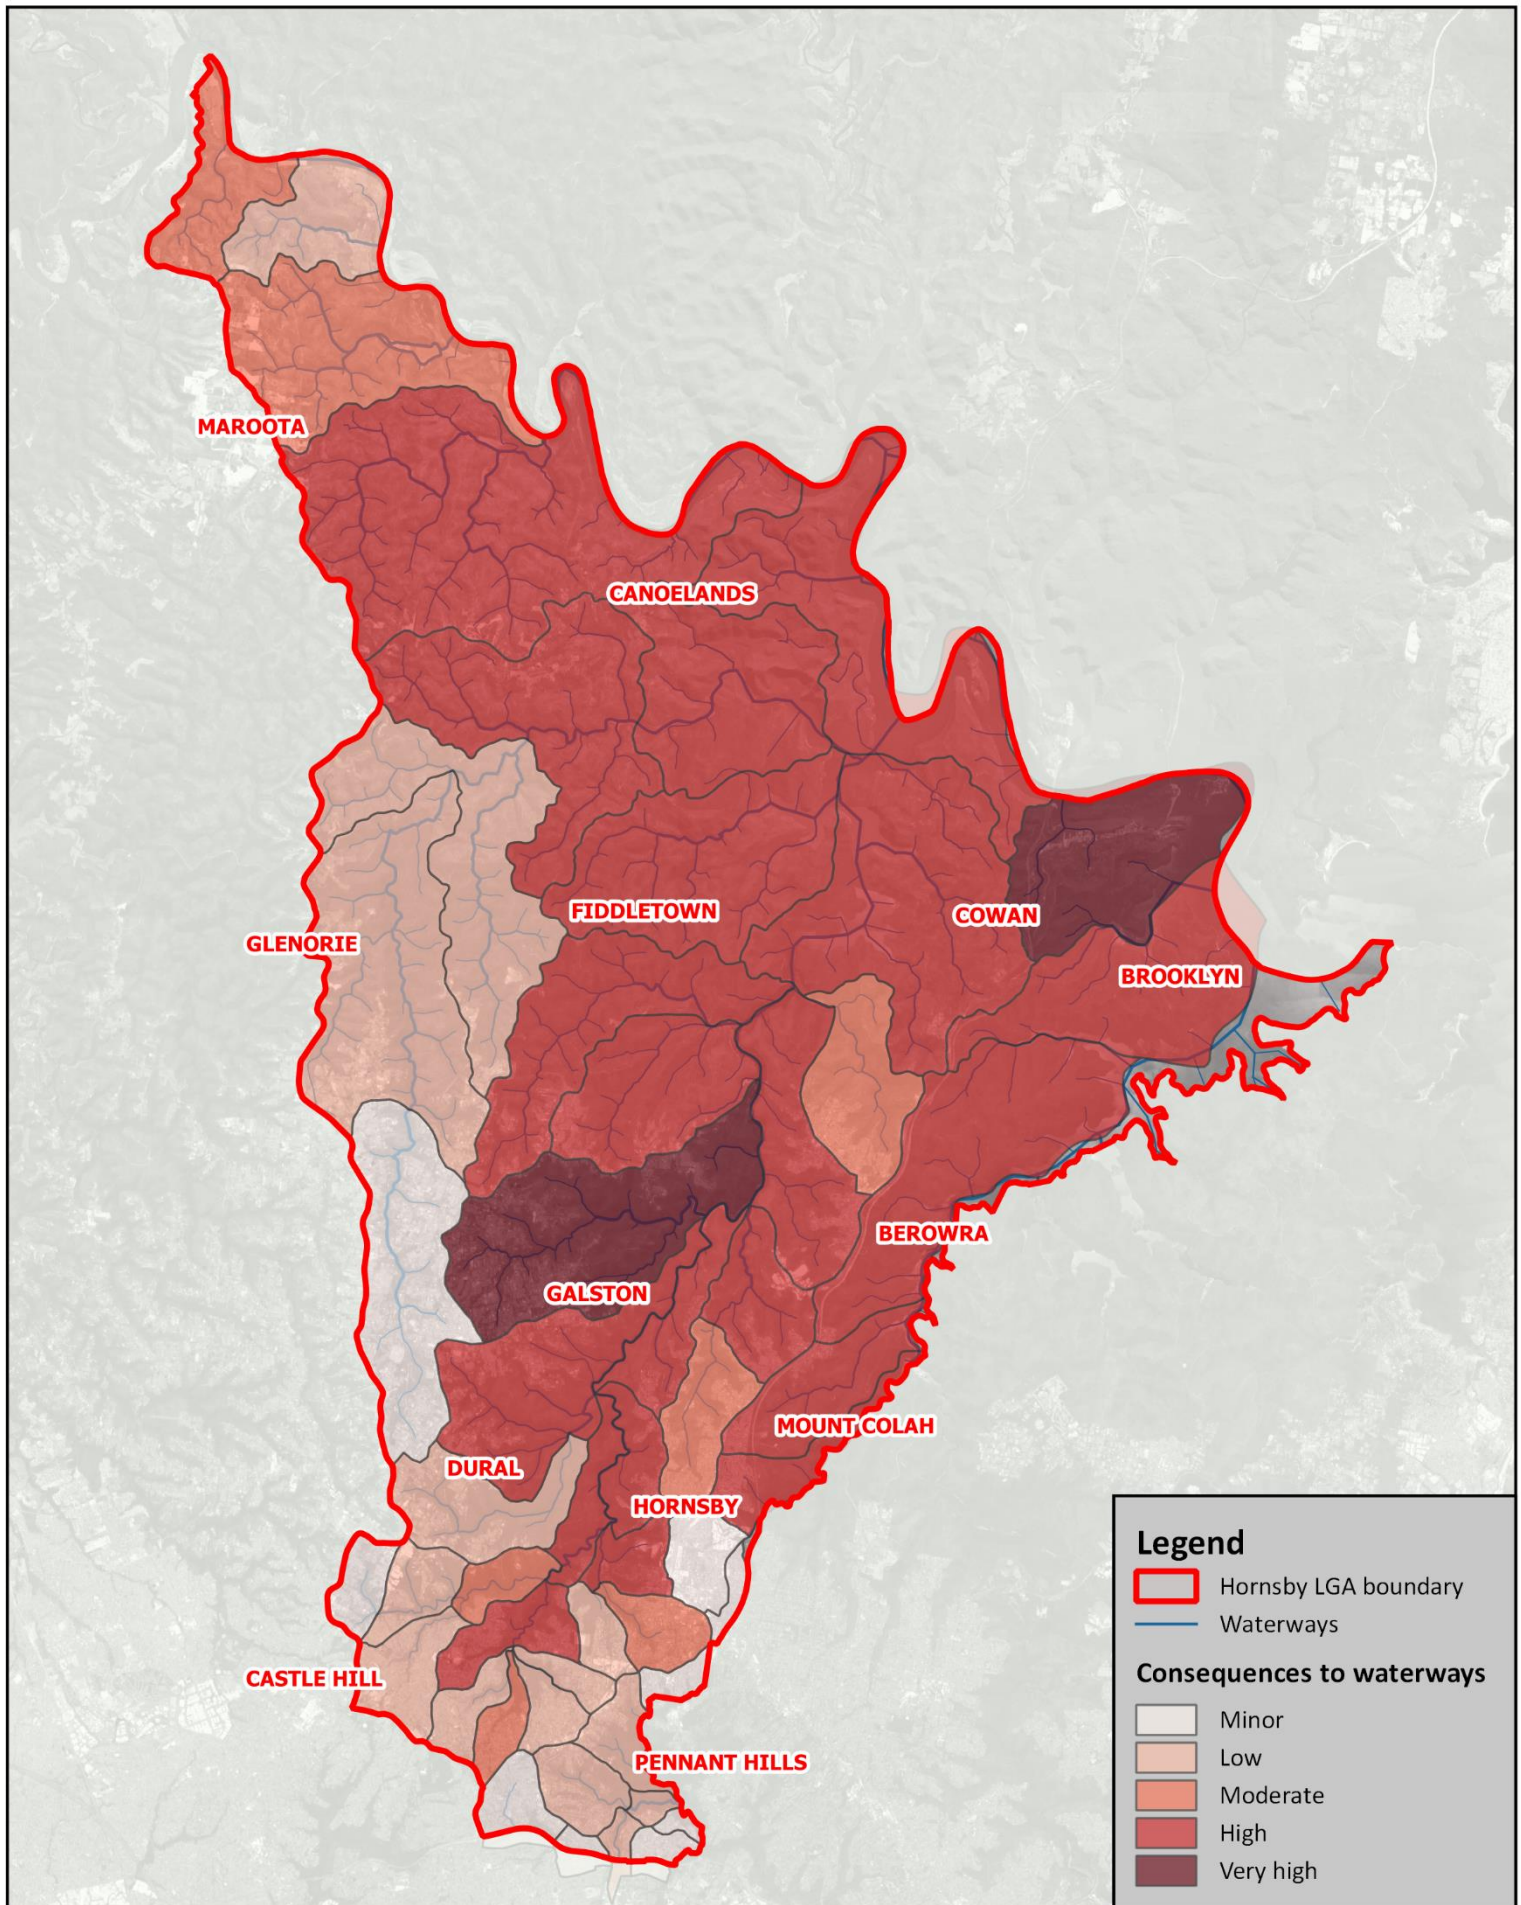 MAROOTA
CANOELANDS
FIDDLETOWN
COWAN
GLENORIE
BROOKLYN
BEROWRA
GALSTON
MOUNT COLAH
DURAL
HORNSBY
CASTLE HILL
PENNANT HILLS
Legend
Hornsby LGA boundary
Waterways
Consequences to waterways
Minor
Low
Moderate
High
Very high